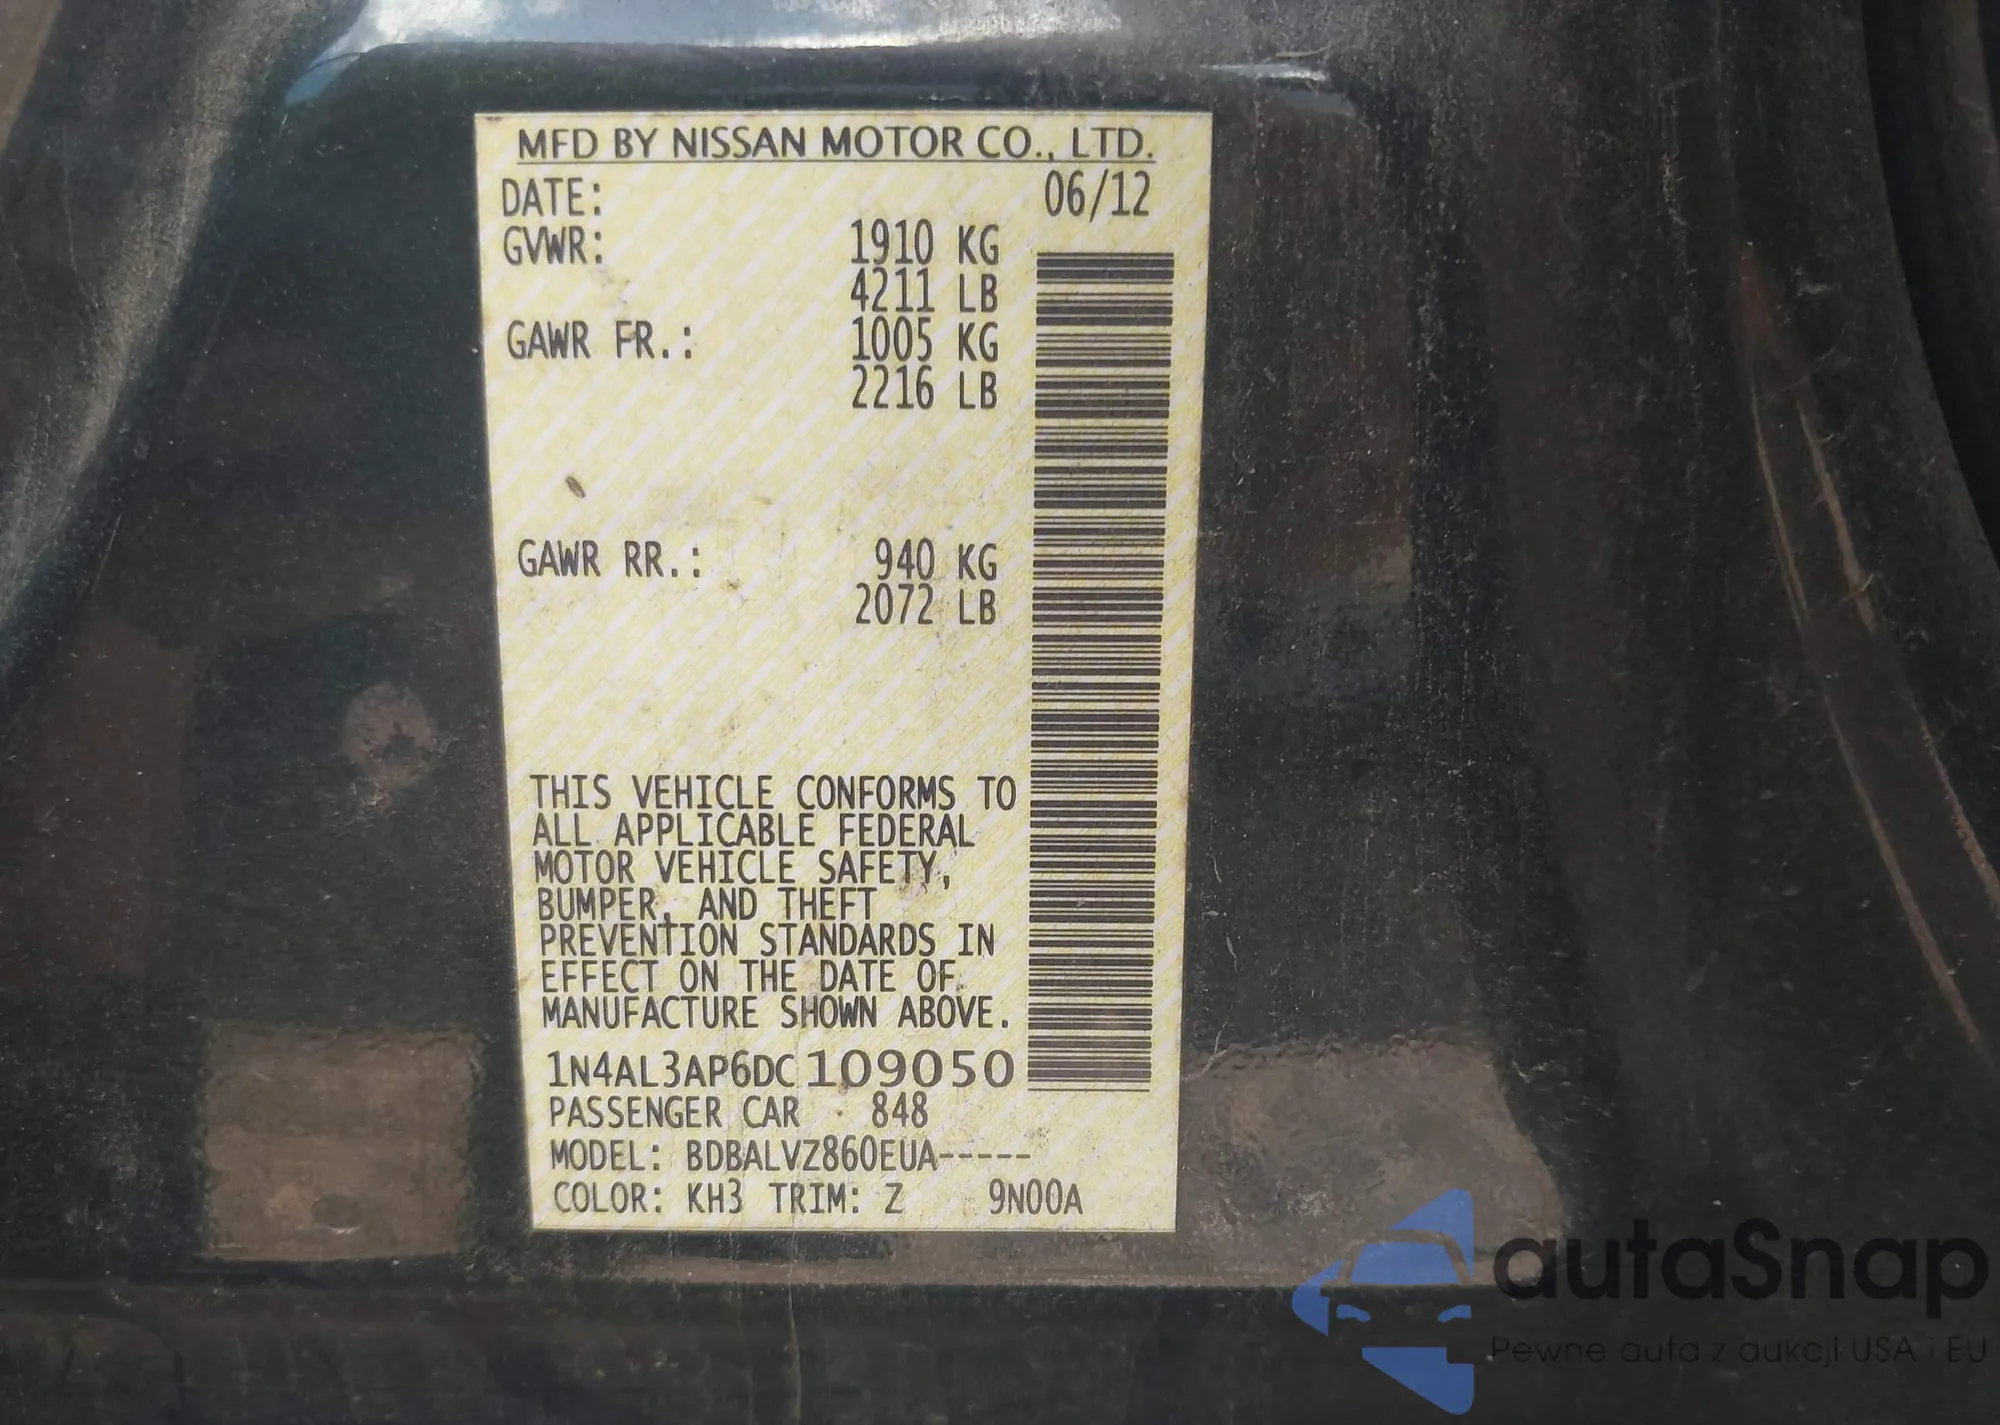 MFD BY NISSAN MOTOR CO., LTD.
DATE: 06/12
GVWR: 1910 KG
4211 LB
GAWR FR.: 1005 KG
2216 LB
GAWR RR.: 940 KG
2072 LB
THIS VEHICLE CONFORMS TO
ALL APPLICABLE FEDERAL
MOTOR VEHICLE SAFETY,
BUMPER, AND THEFT
PREVENTION STANDARDS IN
EFFECT ON THE DATE OF
MANUFACTURE SHOWN ABOVE.
1N4AL3AP6DC109050
PASSENGER CAR 848
MODEL: BDBALVZ860EUA-----
COLOR: KH3 TRIM: Z 9N00A
autaSnap
Pewne auta z aukcji USA i EU